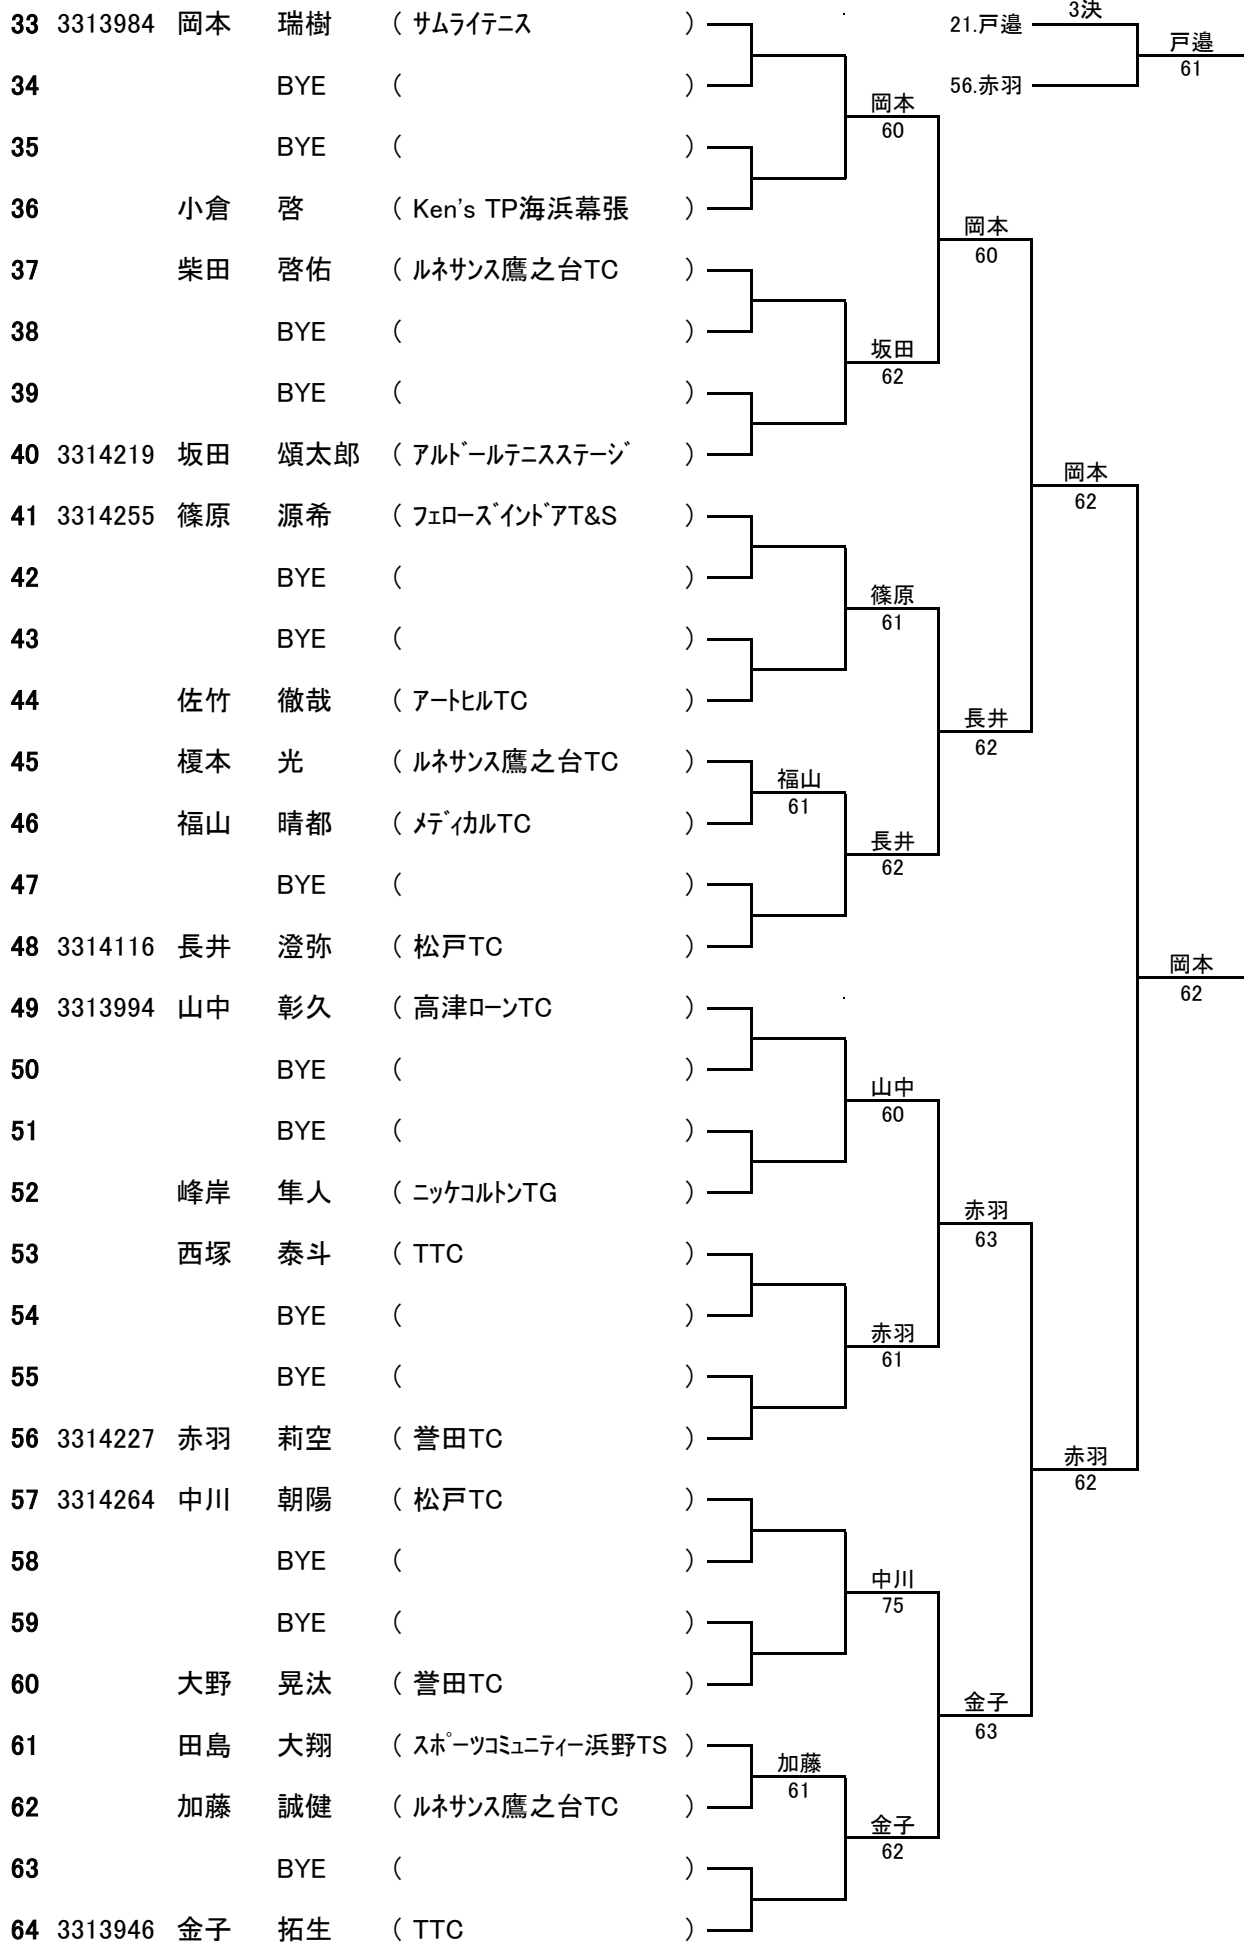 33 3313984 岡本 瑞樹 ( サムライテニス )
34 BYE ( )
35 BYE ( )
36 小倉 啓 ( Ken's TP海浜幕張 )
37 柴田 啓佑 ( ルネサンス鷹之台TC )
38 BYE ( )
39 BYE ( )
40 3314219 坂田 頌太郎 ( アルドールテニスステージ )
41 3314255 篠原 源希 ( フェローズインドアT&S )
42 BYE ( )
43 BYE ( )
44 佐竹 徹哉 ( アートヒルTC )
45 榎本 光 ( ルネサンス鷹之台TC )
46 福山 晴都 ( メディカルTC )
47 BYE ( )
48 3314116 長井 澄弥 ( 松戸TC )
49 3313994 山中 彰久 ( 高津ローンTC )
50 BYE ( )
51 BYE ( )
52 峰岸 隼人 ( ニッケコルトンTG )
53 西塚 泰斗 ( TTC )
54 BYE ( )
55 BYE ( )
56 3314227 赤羽 莉空 ( 誉田TC )
57 3314264 中川 朝陽 ( 松戸TC )
58 BYE ( )
59 BYE ( )
60 大野 晃汰 ( 誉田TC )
61 田島 大翔 ( スポーツコミュニティー浜野TS )
62 加藤 誠健 ( ルネサンス鷹之台TC )
63 BYE ( )
64 3313946 金子 拓生 ( TTC )
福山
61
加藤
61
岡本
60
坂田
62
篠原
61
長井
62
山中
60
赤羽
61
中川
75
金子
62
岡本
60
長井
62
赤羽
63
金子
63
岡本
62
赤羽
62
岡本
62
3決
21.戸邉
56.赤羽
戸邉
61